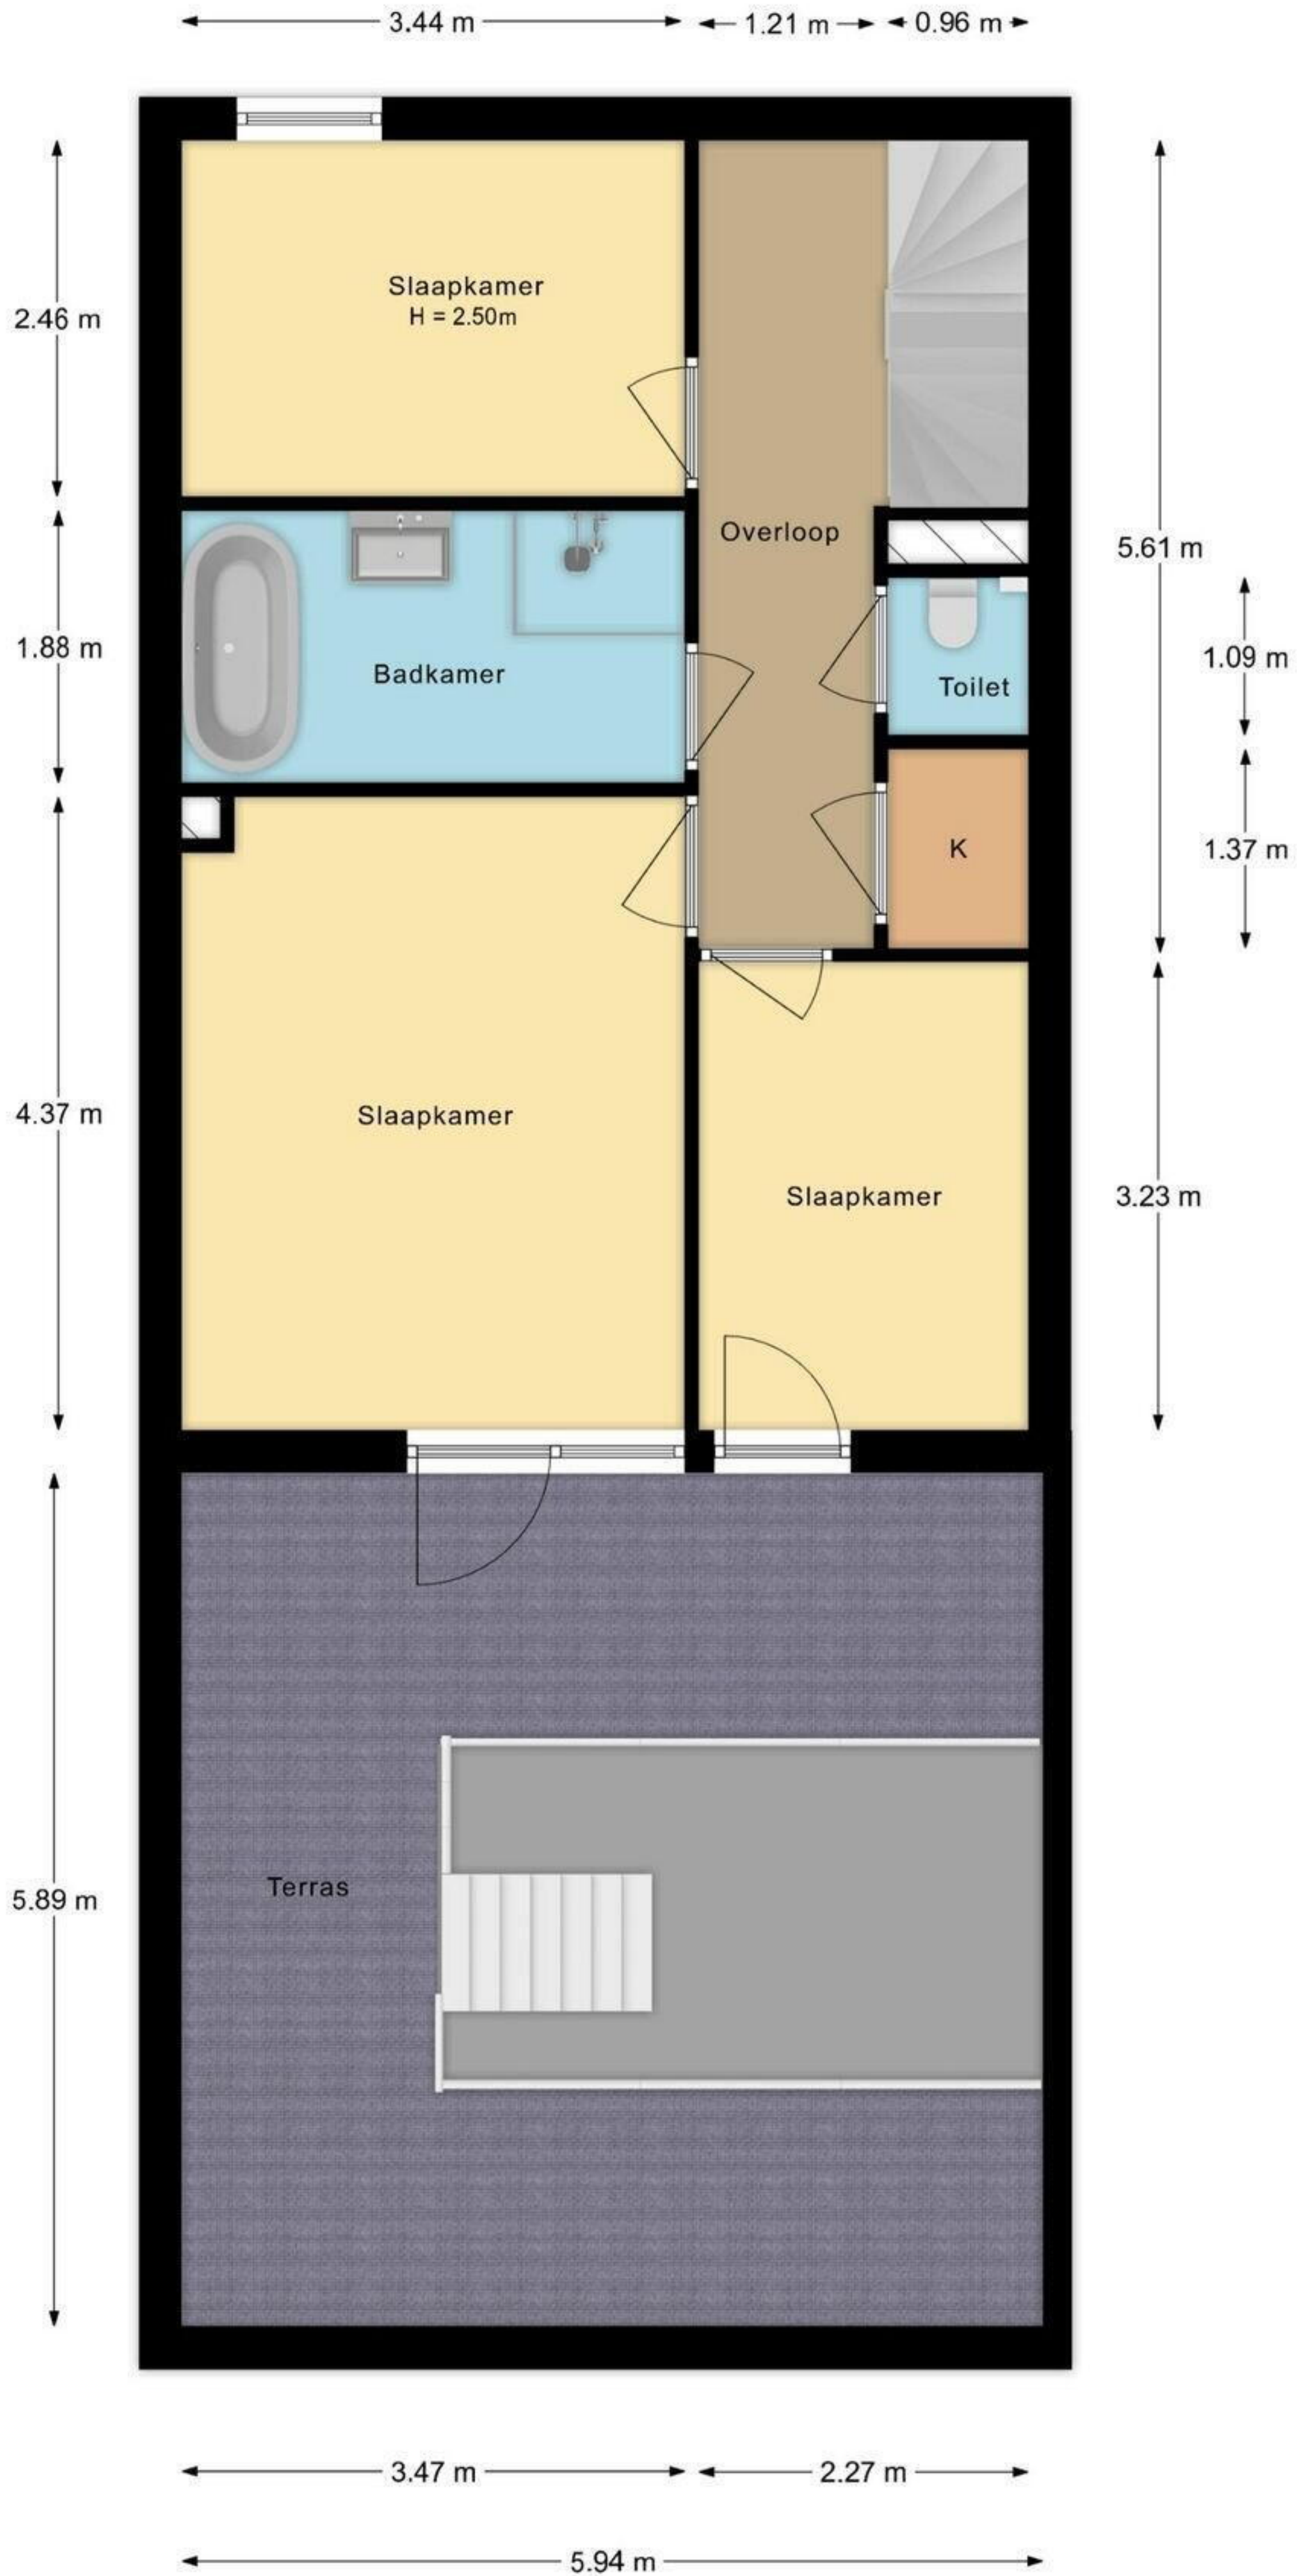 3.44 m
1.21 m
0.96 m
Slaapkamer
H = 2.50m
2.46 m
Overloop
5.61 m
1.88 m
Badkamer
Toilet
1.09 m
K
1.37 m
4.37 m
Slaapkamer
Slaapkamer
3.23 m
Terras
5.89 m
3.47 m
2.27 m
5.94 m